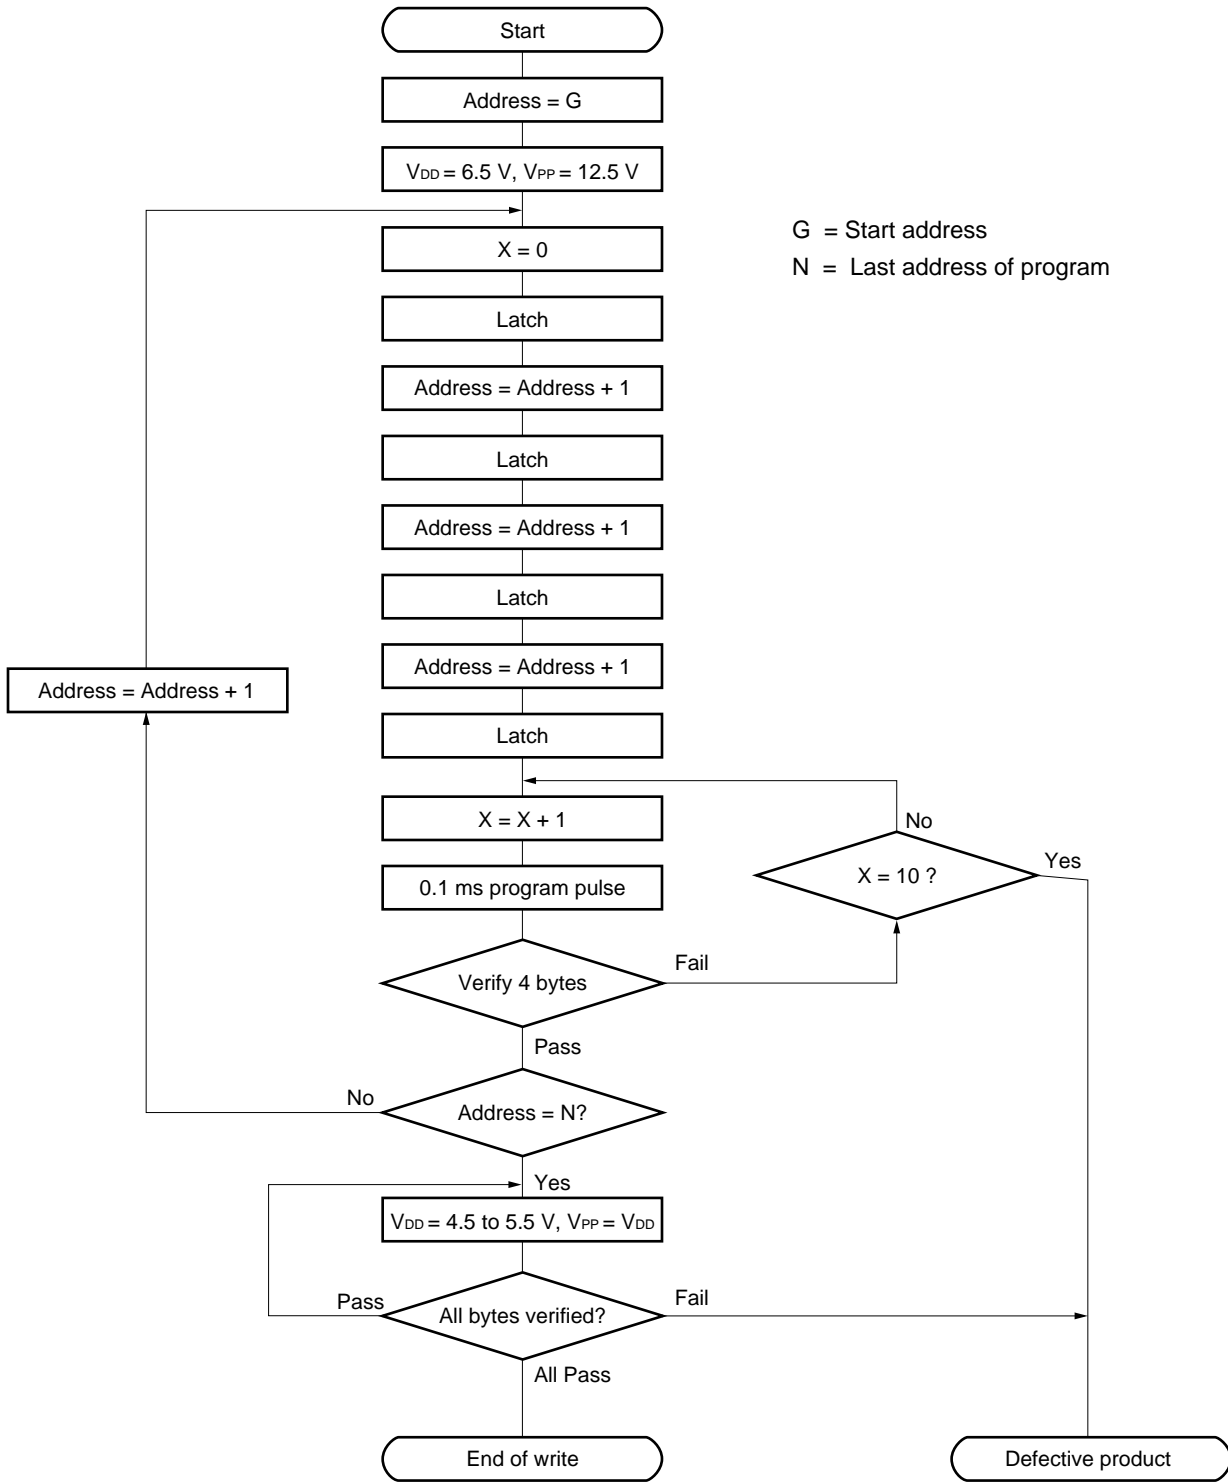 Start
Address = G
VDD = 6.5 V, VPP = 12.5 V
G = Start address
N = Last address of program
X = 0
Latch
Address = Address + 1
Latch
Address = Address + 1
Latch
Address = Address + 1
Address = Address + 1
Latch
X = X + 1
No
X = 10 ?
Yes
0.1 ms program pulse
Verify 4 bytes
Fail
Pass
Address = N?
No
Yes
VDD = 4.5 to 5.5 V, VPP = VDD
Pass
All bytes verified?
Fail
All Pass
End of write
Defective product